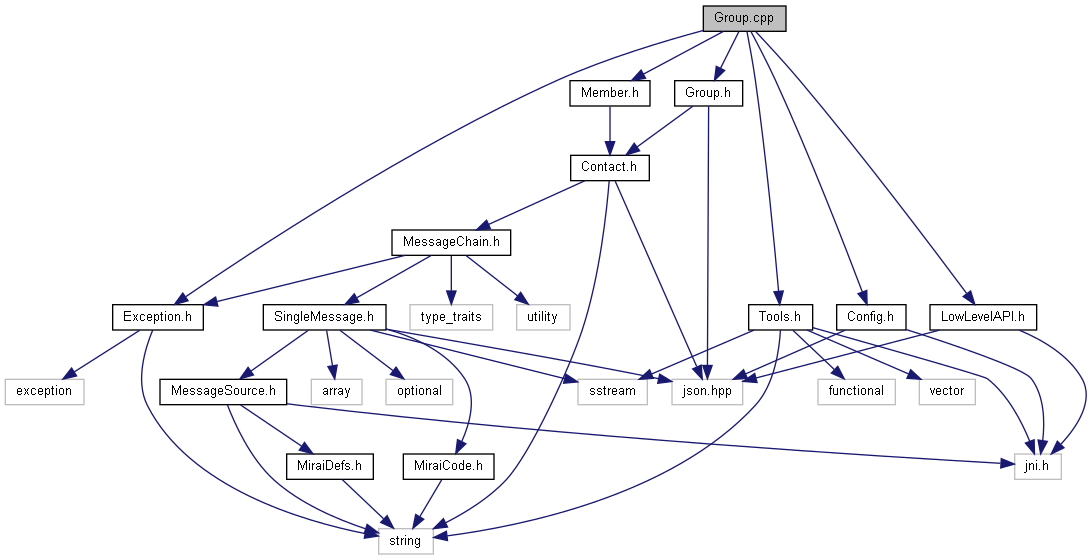 Group.cpp
Member.h
Group.h
Contact.h
MessageChain.h
Exception.h
SingleMessage.h
type_traits
utility
Tools.h
Config.h
LowLevelAPI.h
exception
MessageSource.h
array
optional
sstream
json.hpp
functional
vector
MiraiDefs.h
MiraiCode.h
jni.h
string